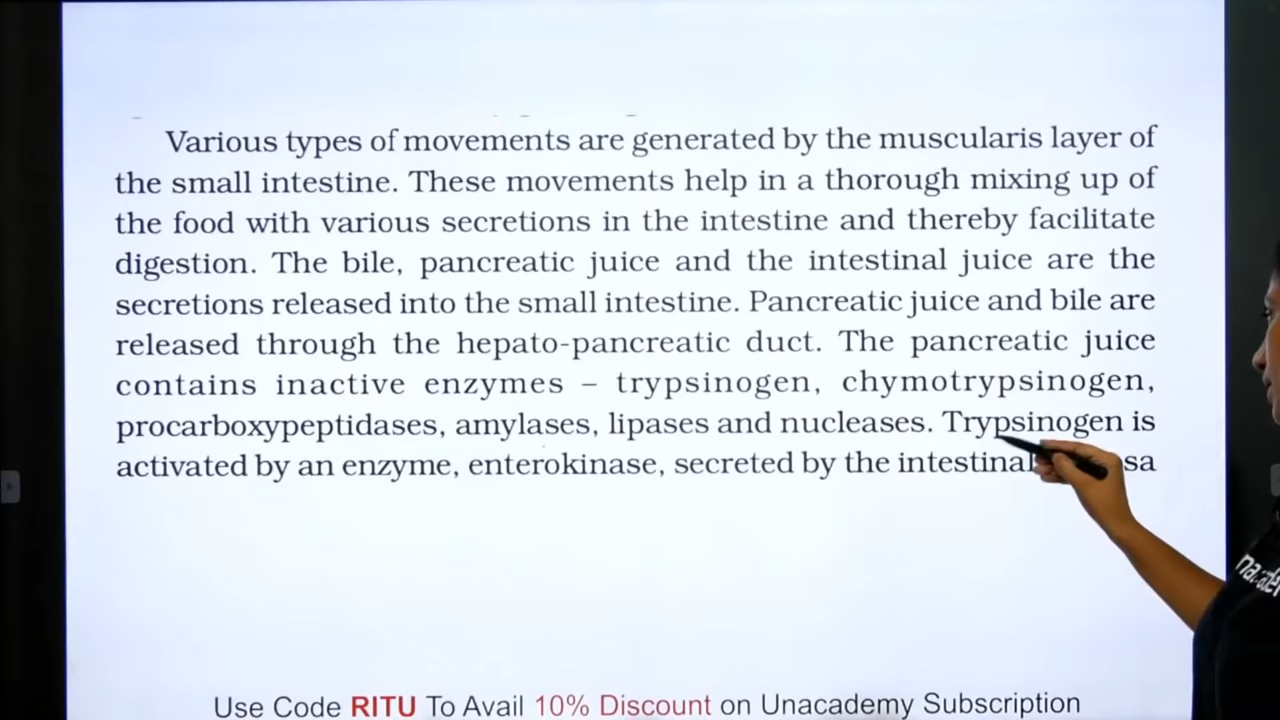 Various types of movements are generated by the muscularis layer of
the small intestine. These movements help in a thorough mixing up of
the food with various secretions in the intestine and thereby facilitate
digestion. The bile, pancreatic juice and the intestinal juice are the
secretions released into the small intestine. Pancreatic juice and bile are
released through the hepato-pancreatic duct. The pancreatic juice
contains inactive enzymes – trypsinogen, chymotrypsinogen,
procarboxypeptidases, amylases, lipases and nucleases. Trypsinogen is
activated by an enzyme, enterokinase, secreted by the intestinal
Use Code RITU To Avail 10% Discount on Unacademy Subscription